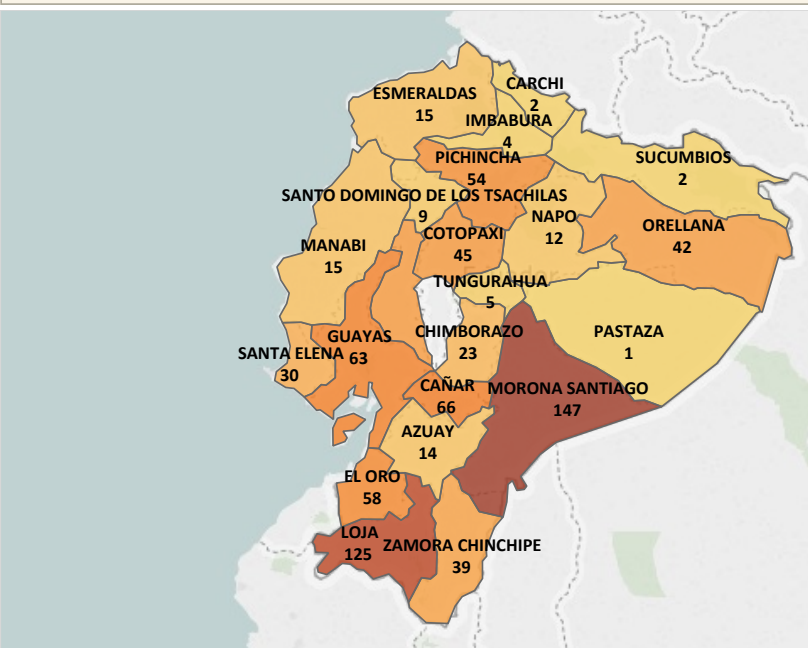 CARCHI
2
ESMERALDAS
15
IMBABURA
4
PICHINCHA
54
SUCUMBIOS
2
SANTO DOMINGO DE LOS TSACHILAS
9
NAPO
12
ORELLANA
42
COTOPAXI
45
MANABI
15
TUNGURAHUA
5
CHIMBORAZO
23
GUAYAS
63
PASTAZA
1
SANTA ELENA
30
CAÑAR
66
MORONA SANTIAGO
147
AZUAY
14
EL ORO
58
LOJA
125
ZAMORA CHINCHIPE
39